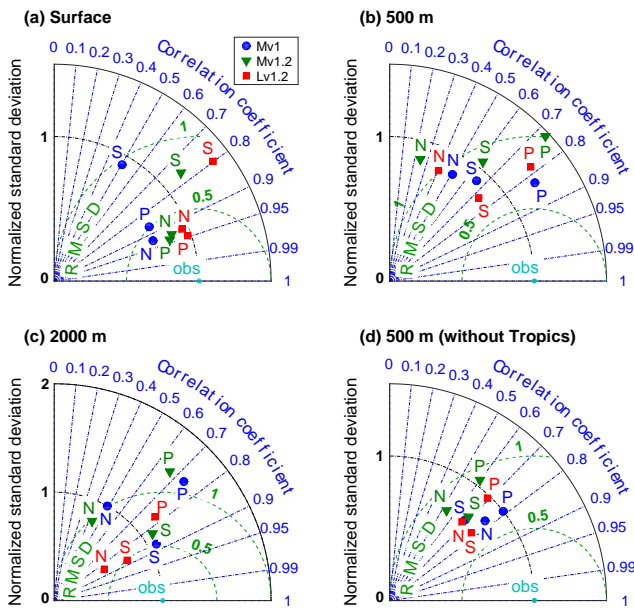 (a) Surface
Normalized standard deviation
1
0
0 0.1 0.2 0.3 0.4 0.5 0.6 0.7 0.8 0.9 0.95 0.99 1
Correlation coefficient
Mv1
Mv1.2
Lv1.2
1
0.5
RMSD
S
S
S
P
N
N
P
N
P
obs
(b) 500 m
Normalized standard deviation
1
0
0 0.1 0.2 0.3 0.4 0.5 0.6 0.7 0.8 0.9 0.95 0.99 1
Correlation coefficient
1
0.5
RMSD
N
N
N
S
S
S
P
P
P
obs
(c) 2000 m
Normalized standard deviation
2
1
0
0 0.1 0.2 0.3 0.4 0.5 0.6 0.7 0.8 0.9 0.95 0.99 1
Correlation coefficient
1
0.5
RMSD
P
P
P
N
N
N
S
S
S
obs
(d) 500 m (without Tropics)
Normalized standard deviation
1
0
0 0.1 0.2 0.3 0.4 0.5 0.6 0.7 0.8 0.9 0.95 0.99 1
Correlation coefficient
1
0.5
RMSD
P
P
P
N
S
S
S
N
N
obs